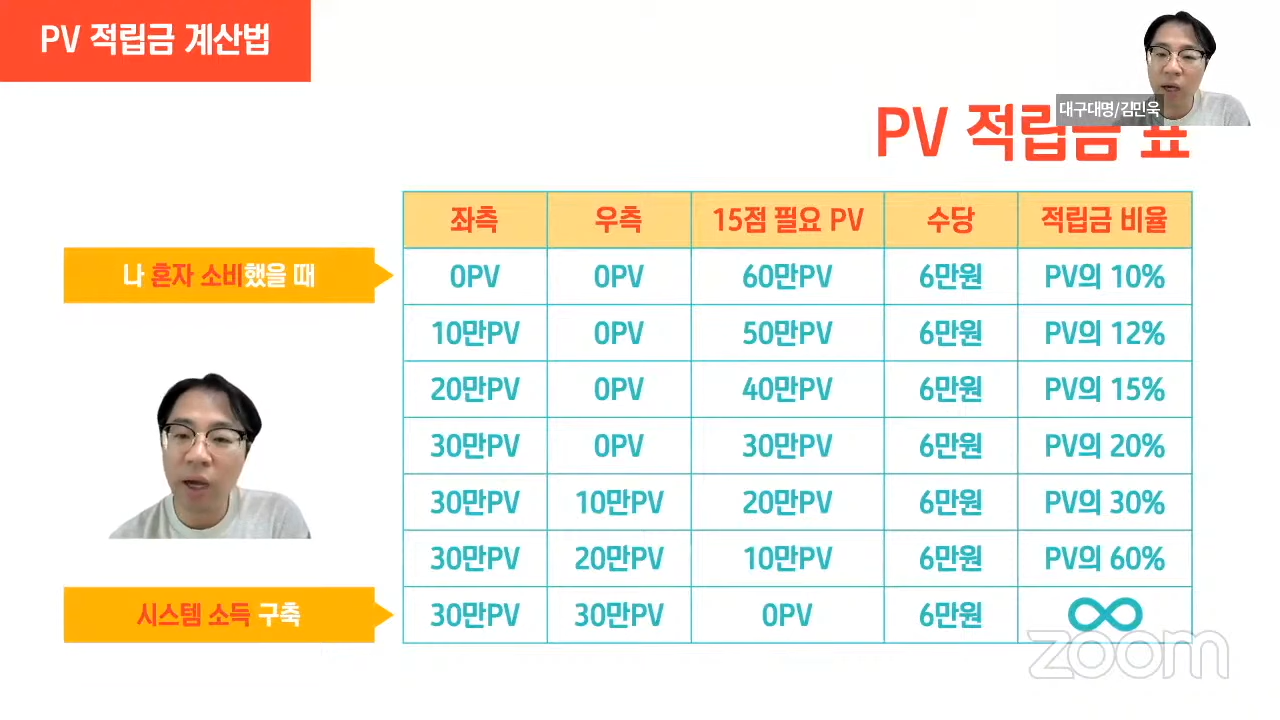 PV 적립금 계산법
대구대명/김민욱
PV 적립금 표
좌측 우측 15점 필요 PV 수당 적립금 비율
나 혼자 소비했을 때
0PV 0PV 60만PV 6만원 PV의 10%
10만PV 0PV 50만PV 6만원 PV의 12%
20만PV 0PV 40만PV 6만원 PV의 15%
30만PV 0PV 30만PV 6만원 PV의 20%
30만PV 10만PV 20만PV 6만원 PV의 30%
30만PV 20만PV 10만PV 6만원 PV의 60%
시스템 소득 구축
30만PV 30만PV 0PV 6만원 ∞
zoom